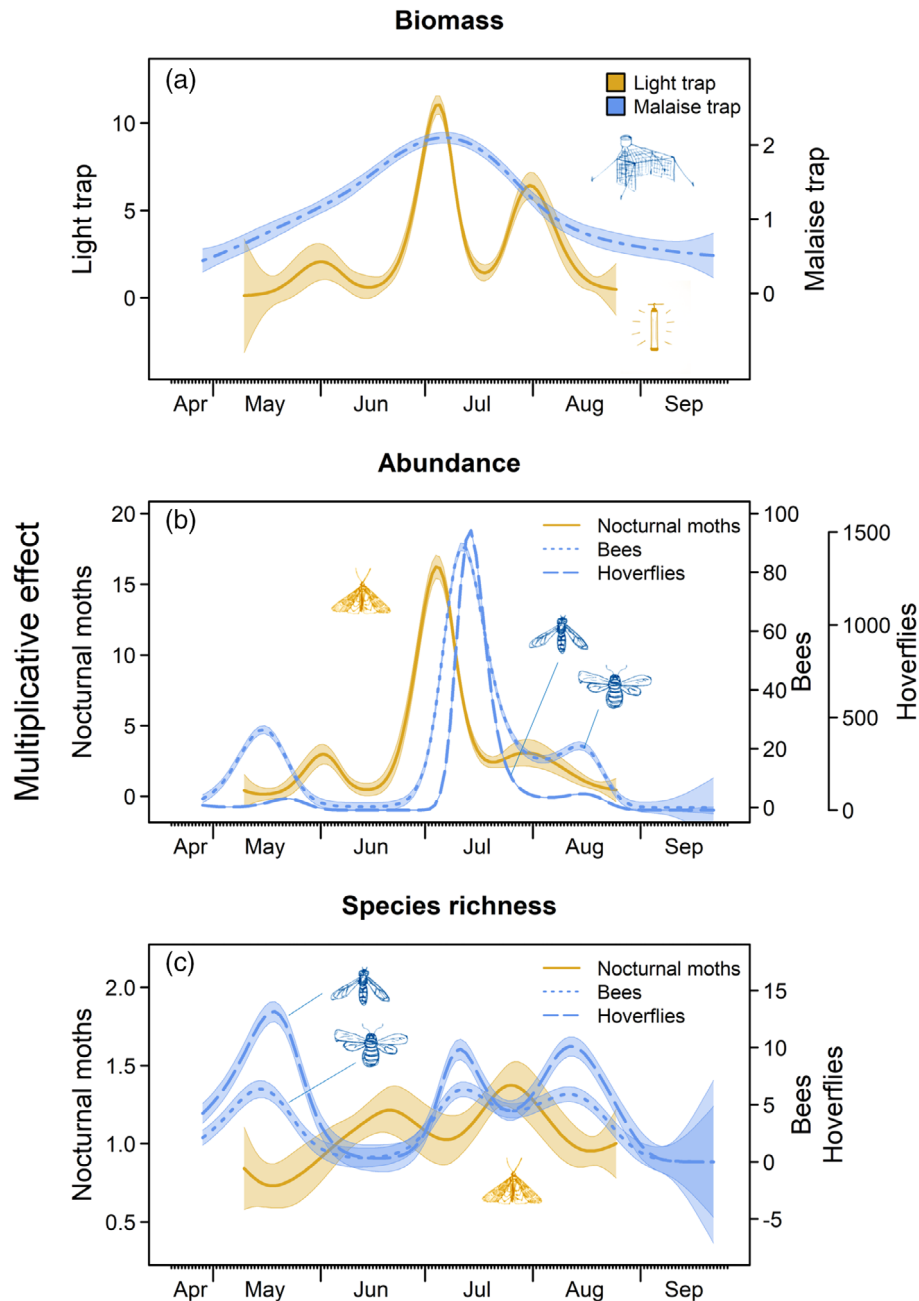 Biomass
(a)
Light trap
Malaise trap
10
5
0
Light trap
2
1
0
Malaise trap
Apr May Jun Jul Aug Sep
Multiplicative effect
Abundance
(b)
Nocturnal moths
Bees
Hoverflies
20
15
10
5
0
Nocturnal moths
100
80
60
40
20
0
Bees
1500
1000
500
0
Hoverflies
Apr May Jun Jul Aug Sep
Species richness
(c)
Nocturnal moths
Bees
Hoverflies
2.0
1.5
1.0
0.5
Nocturnal moths
15
10
5
0
-5
Bees
Hoverflies
Apr May Jun Jul Aug Sep